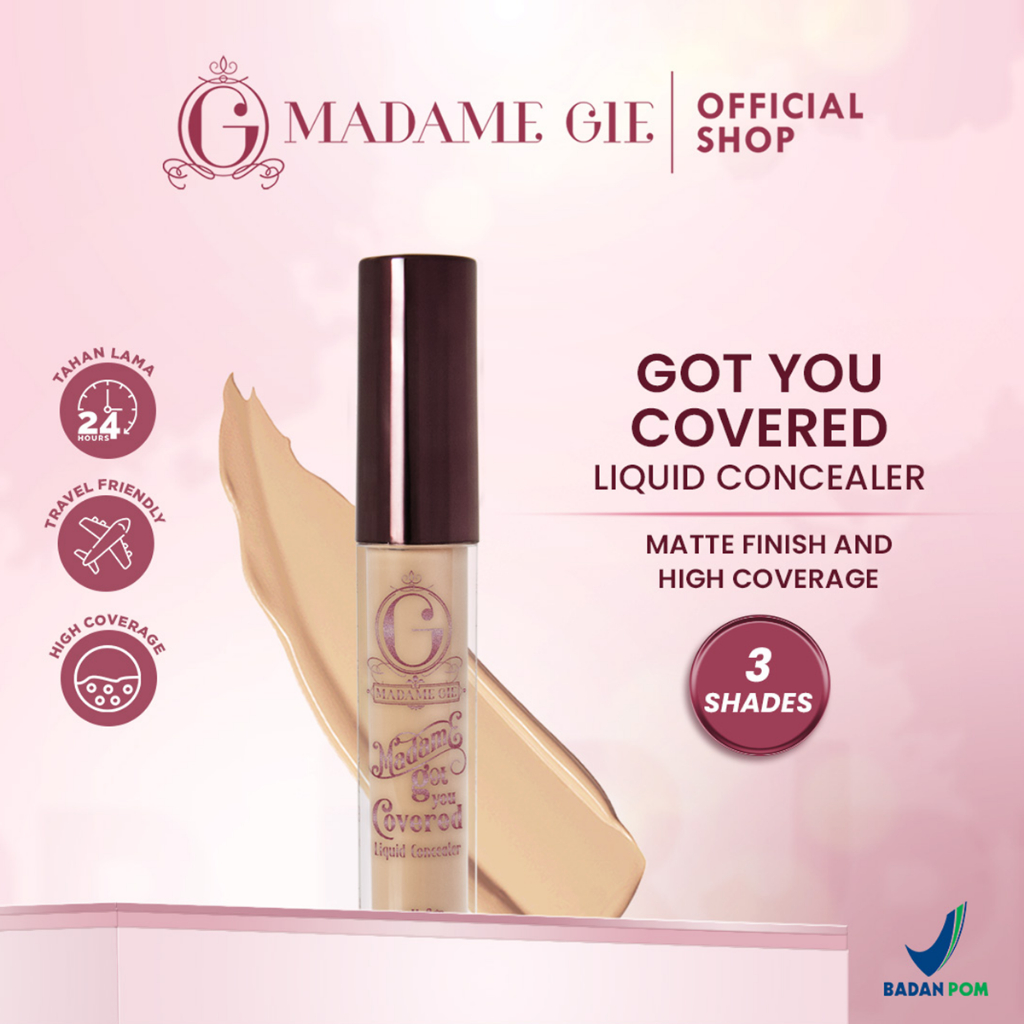 G MADAME GIE
OFFICIAL
SHOP
TAHAN LAMA
24
HOURS
TRAVEL FRIENDLY
HIGH COVERAGE
G
MADAME GIE
MadamE
got
you
Covered
Liquid Concealer
GOT YOU
COVERED
LIQUID CONCEALER
MATTE FINISH AND
HIGH COVERAGE
3
SHADES
BADAN POM